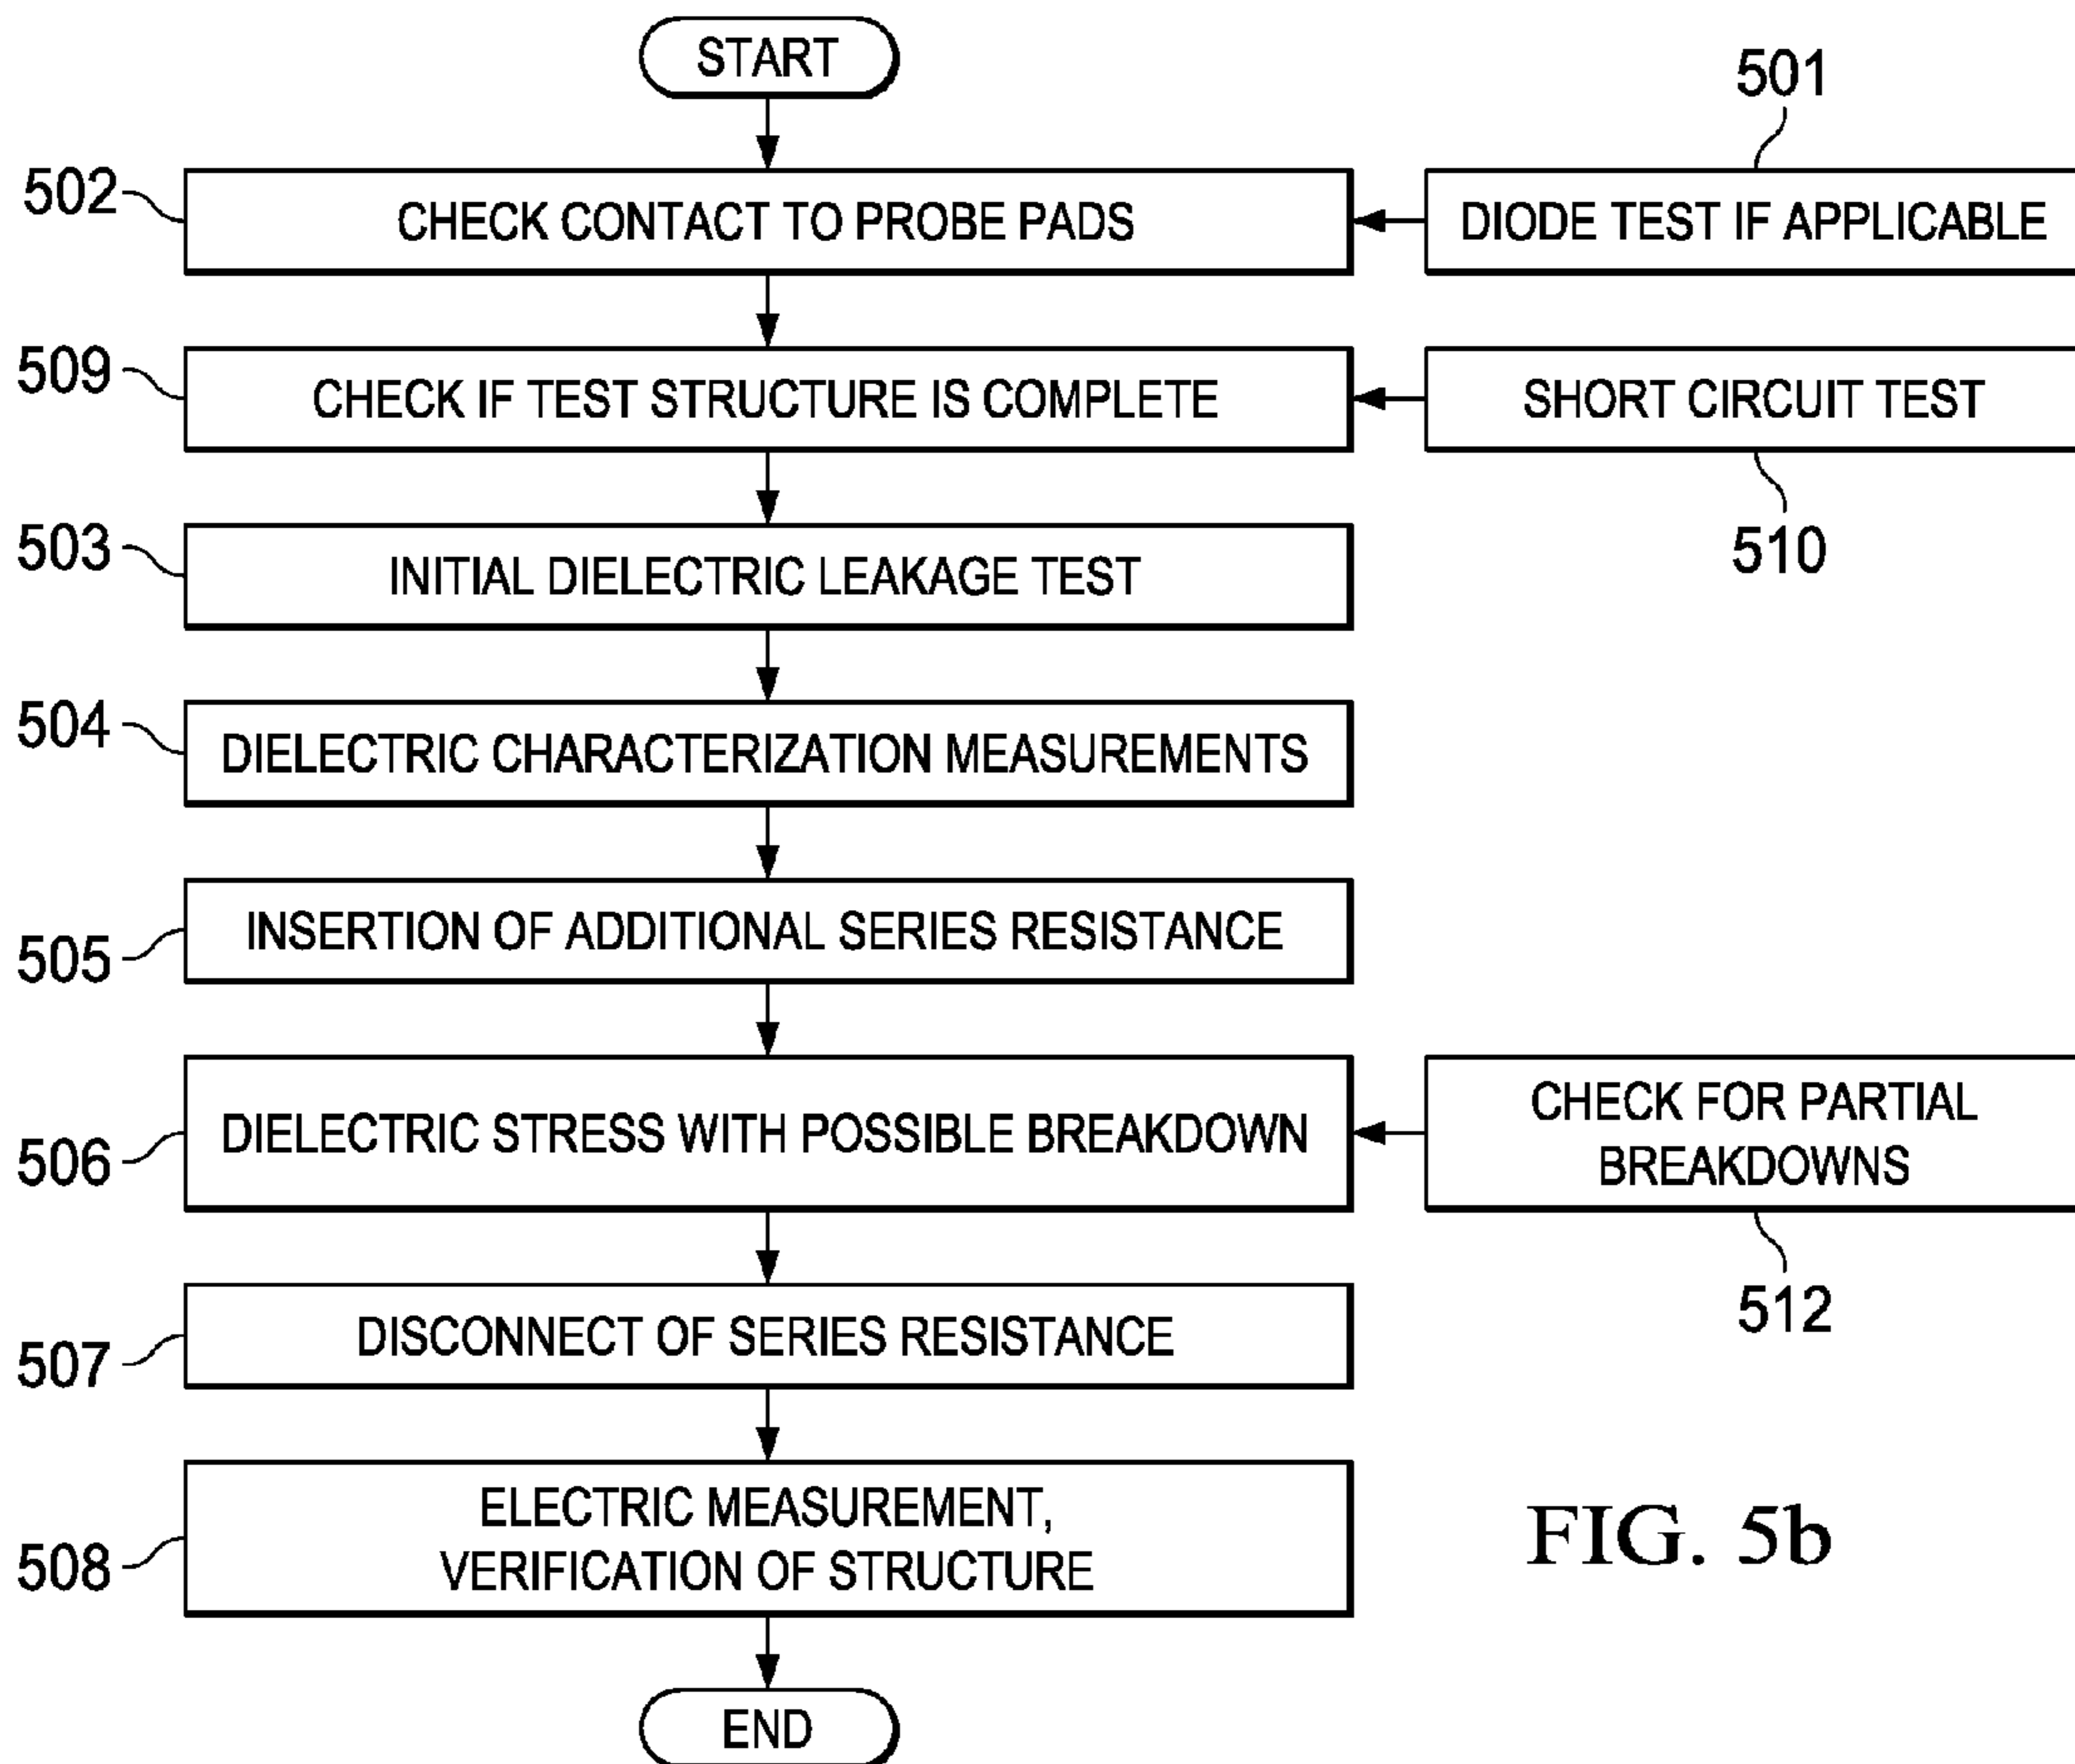 START
501
502
CHECK CONTACT TO PROBE PADS
DIODE TEST IF APPLICABLE
509
CHECK IF TEST STRUCTURE IS COMPLETE
SHORT CIRCUIT TEST
510
503
INITIAL DIELECTRIC LEAKAGE TEST
504
DIELECTRIC CHARACTERIZATION MEASUREMENTS
505
INSERTION OF ADDITIONAL SERIES RESISTANCE
506
DIELECTRIC STRESS WITH POSSIBLE BREAKDOWN
CHECK FOR PARTIAL
BREAKDOWNS
512
507
DISCONNECT OF SERIES RESISTANCE
508
ELECTRIC MEASUREMENT,
VERIFICATION OF STRUCTURE
FIG. 5b
END